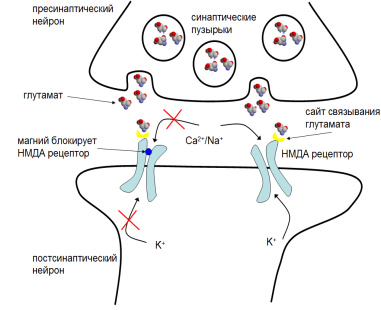 пресинаптический
нейрон
синаптические
пузырьки
глутамат
сайт связывания
глутамата
магний блокирует
НМДА рецептор
Ca²⁺/Na⁺
НМДА рецептор
K⁺
K⁺
постсинаптический
нейрон